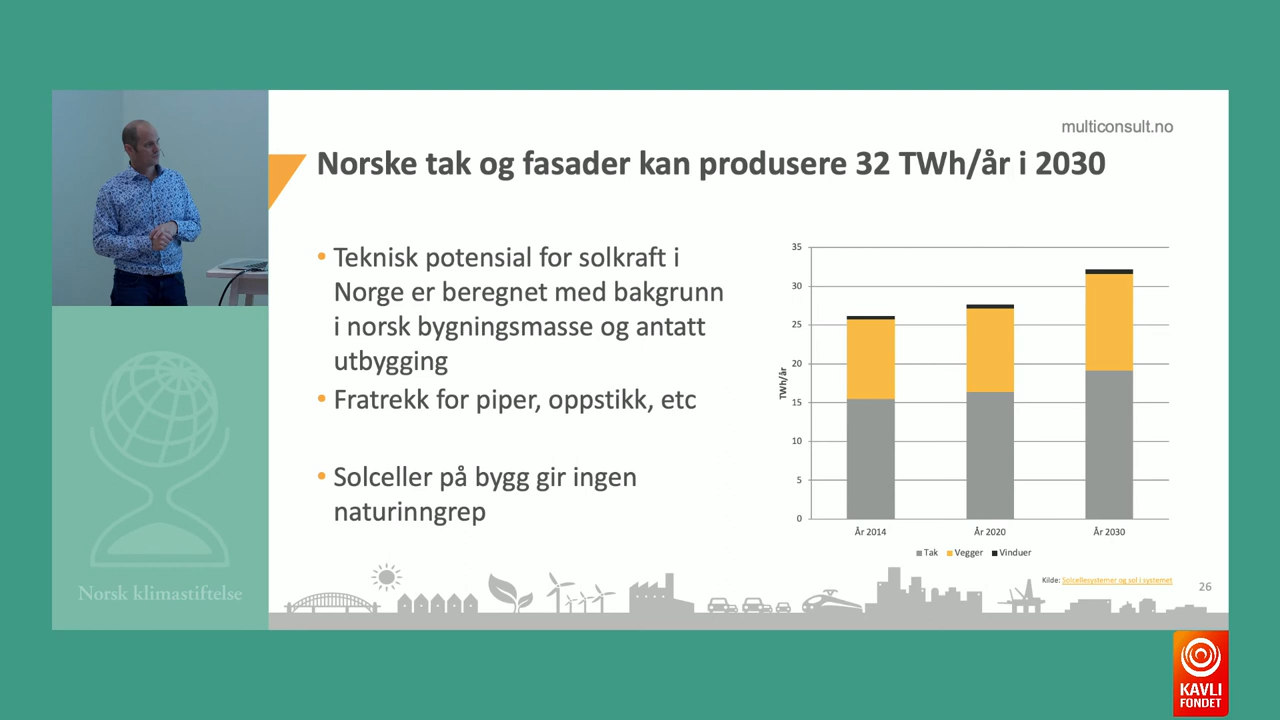 multiconsult.no
Norske tak og fasader kan produsere 32 TWh/år i 2030
• Teknisk potensial for solkraft i
Norge er beregnet med bakgrunn
i norsk bygningsmasse og antatt
utbygging
• Fratrekk for piper, oppstikk, etc
• Solceller på bygg gir ingen
naturinngrep
35
30
25
20
15
10
5
0
TWh/år
År 2014
År 2020
År 2030
Tak Vegger Vinduer
Kilde: Solcellesystemer og sol i systemet
26
Norsk klimastiftelse
KAVLI
FONDET